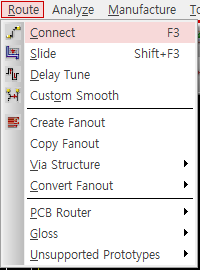 Route Analyze Manufacture
Connect F3
Slide Shift+F3
Delay Tune
Custom Smooth
Create Fanout
Copy Fanout
Via Structure
Convert Fanout
PCB Router
Gloss
Unsupported Prototypes